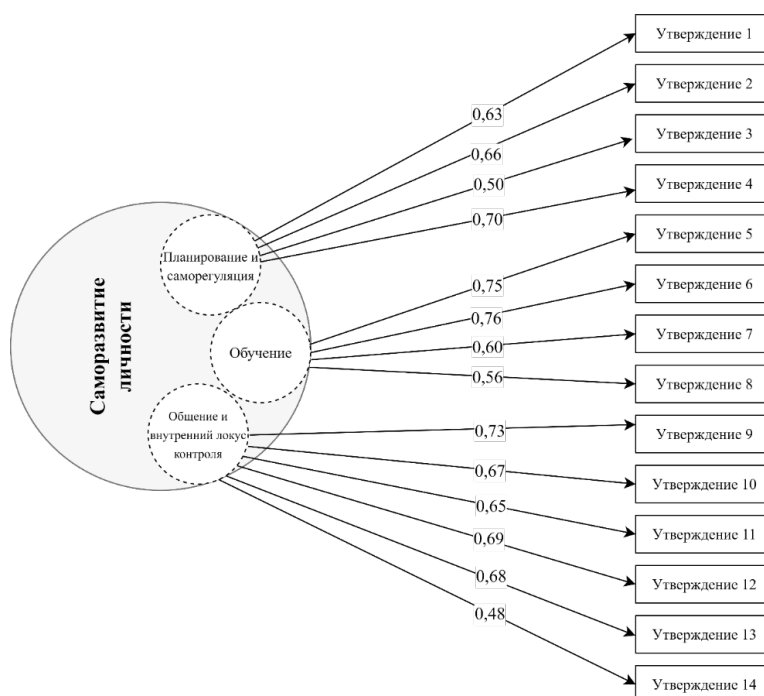 Утверждение 1
Утверждение 2
0,63
Утверждение 3
0,66
0,50
Утверждение 4
0,70
Утверждение 5
Планирование и
саморегуляция
0,75
Утверждение 6
0,76
Утверждение 7
0,60
Обучение
0,56
Утверждение 8
Саморазвитие
личности
Общение и
внутренний локус
контроля
0,73
Утверждение 9
0,67
Утверждение 10
0,65
Утверждение 11
0,69
Утверждение 12
0,68
0,48
Утверждение 13
Утверждение 14